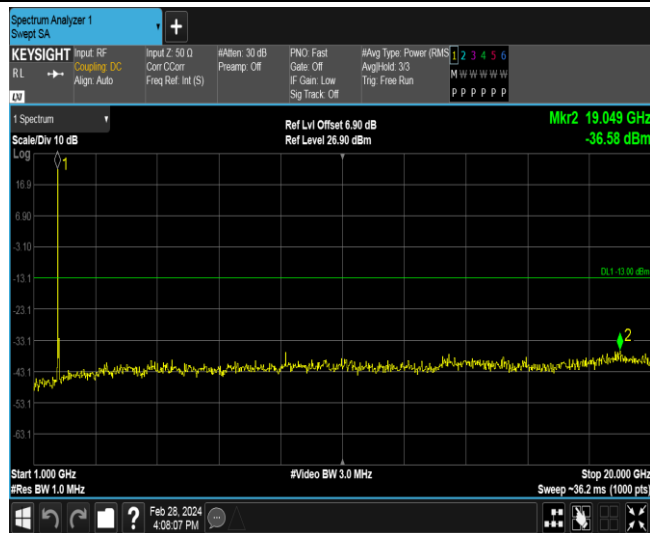 Spectrum Analyzer 1
Swept SA
+
KEYSIGHT
RL
Input: RF
Coupling: DC
Align: Auto
Input Z: 50 Ω
Corr CCorr
Freq Ref: Int (S)
#Atten: 30 dB
Preamp: Off
PNO: Fast
Gate: Off
IF Gain: Low
Sig Track: Off
#Avg Type: Power (RMS
Avg|Hold: 3/3
Trig: Free Run
1 2 3 4 5 6
M W W W W W
P P P P P P
1 Spectrum
Scale/Div 10 dB
Log
Ref Lvl Offset 6.90 dB
Ref Level 26.90 dBm
Mkr2 19.049 GHz
-36.58 dBm
1
16.9
6.90
-3.10
-13.1
DL1 -13.00 dBm
-23.1
-33.1
2
-43.1
-53.1
-63.1
Start 1.000 GHz
#Res BW 1.0 MHz
#Video BW 3.0 MHz
Stop 20.000 GHz
Sweep ~36.2 ms (1000 pts)
?
Feb 28, 2024
4:08:07 PM